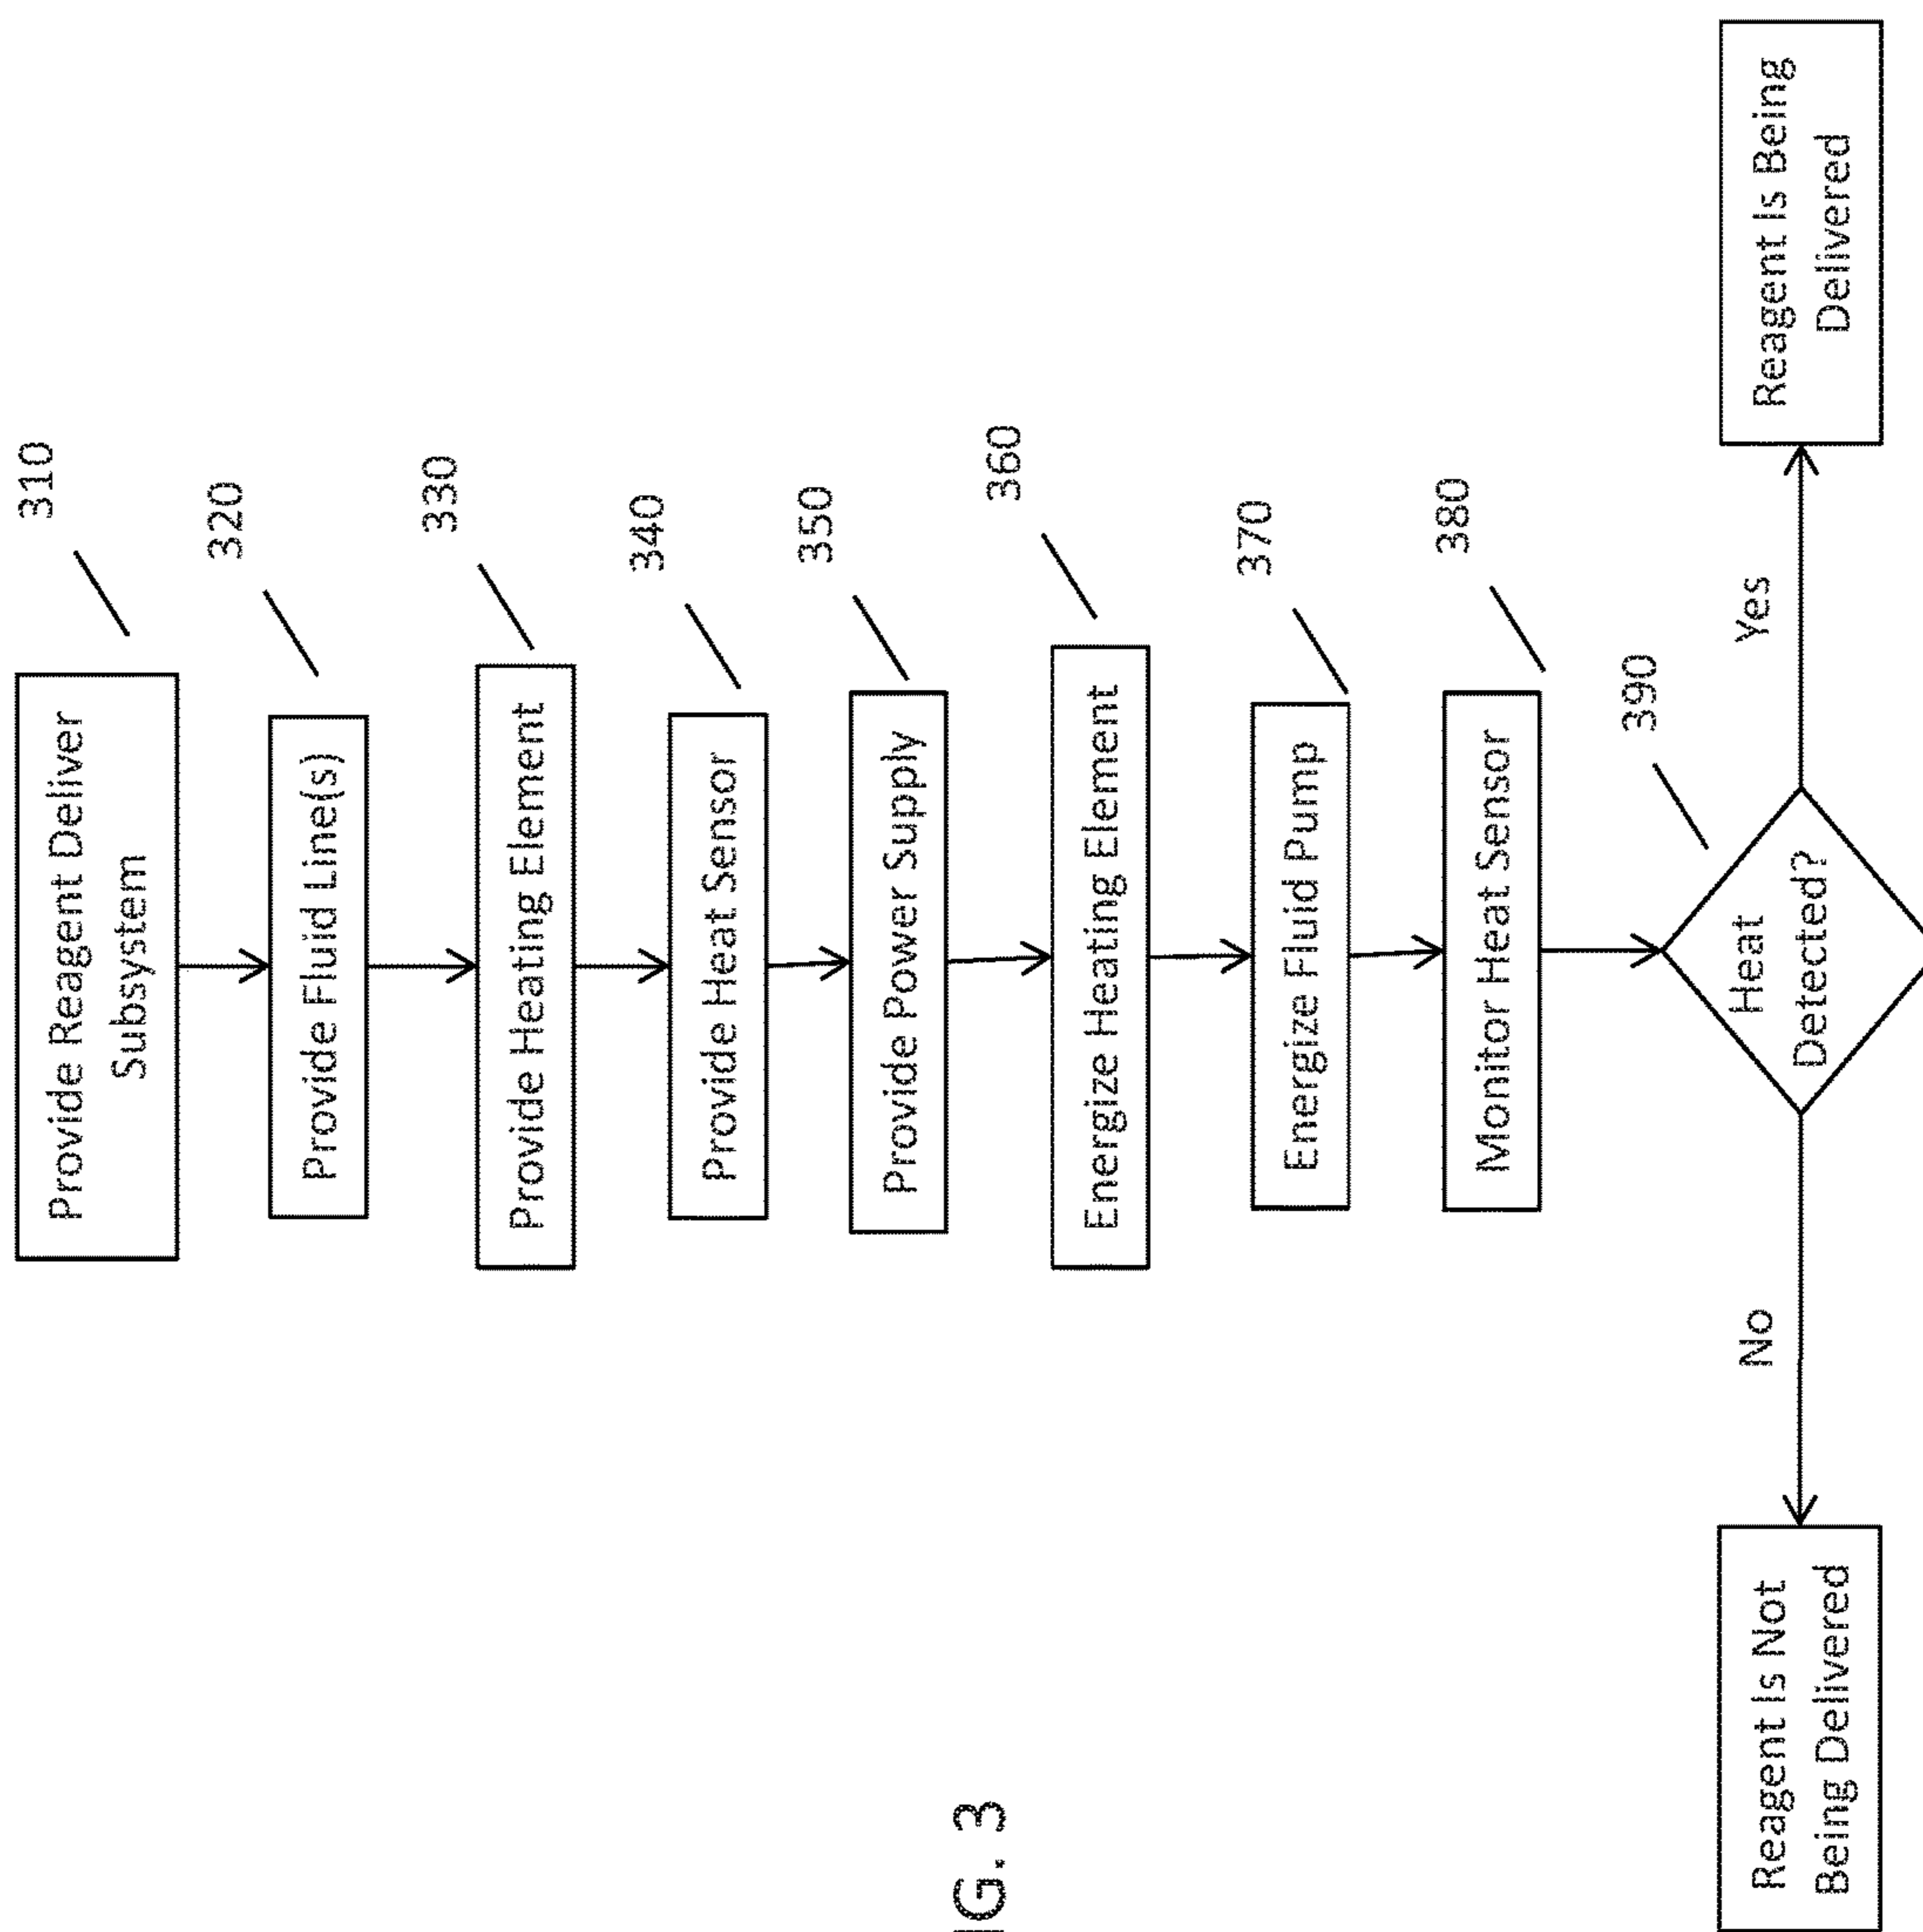 310
Provide Reagent Deliver
Subsystem
320
Provide Fluid Line(s)
330
Provide Heating Element
340
Provide Heat Sensor
350
Provide Power Supply
360
Energize Heating Element
370
Energize Fluid Pump
380
Monitor Heat Sensor
390
Heat
Detected?
No
Yes
Reagent Is Not
Being Delivered
Reagent Is Being
Delivered
IG. 3